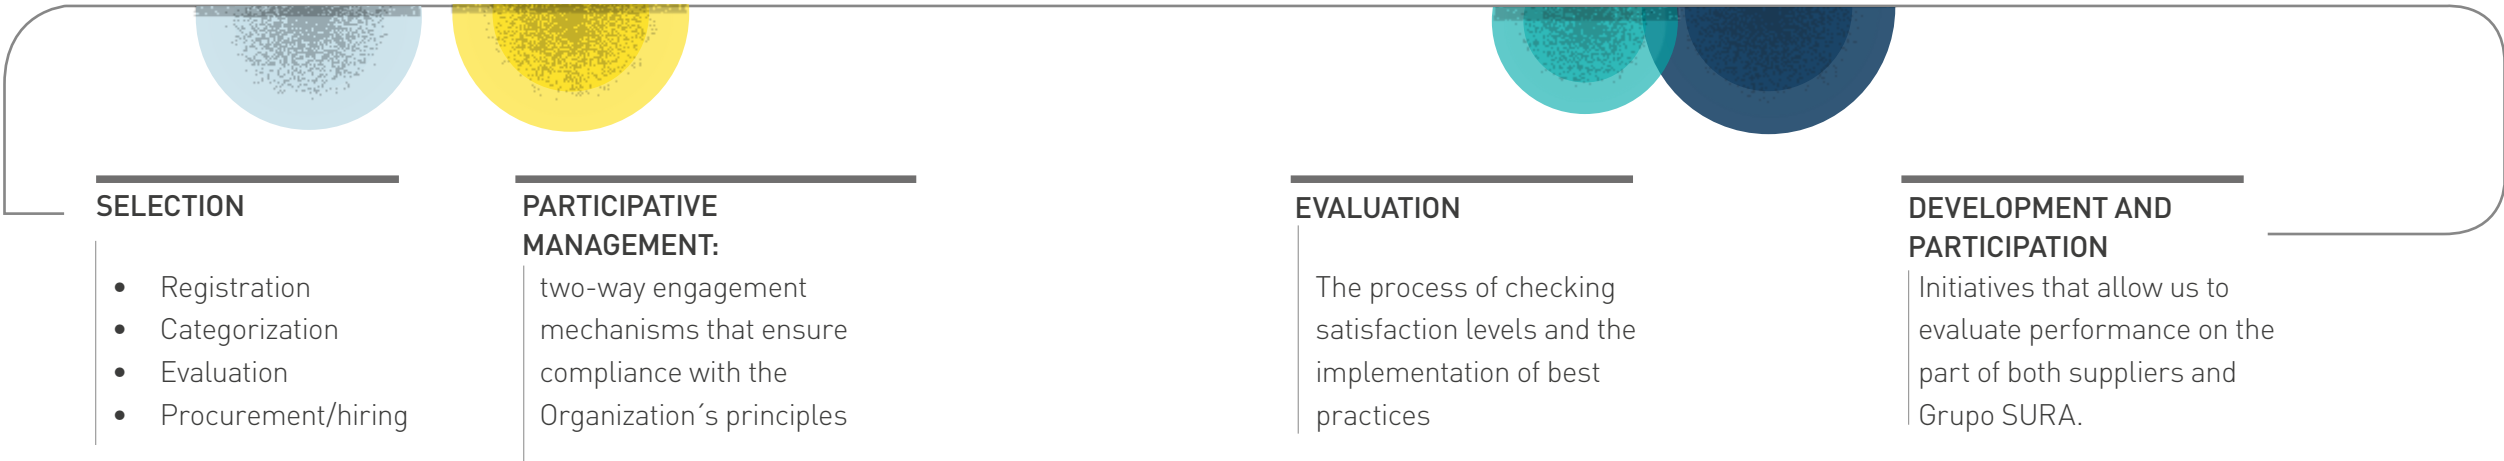 SELECTION
• Registration
• Categorization
• Evaluation
• Procurement/hiring
PARTICIPATIVE
MANAGEMENT:
two-way engagement
mechanisms that ensure
compliance with the
Organization´s principles
EVALUATION
The process of checking
satisfaction levels and the
implementation of best
practices
DEVELOPMENT AND
PARTICIPATION
Initiatives that allow us to
evaluate performance on the
part of both suppliers and
Grupo SURA.